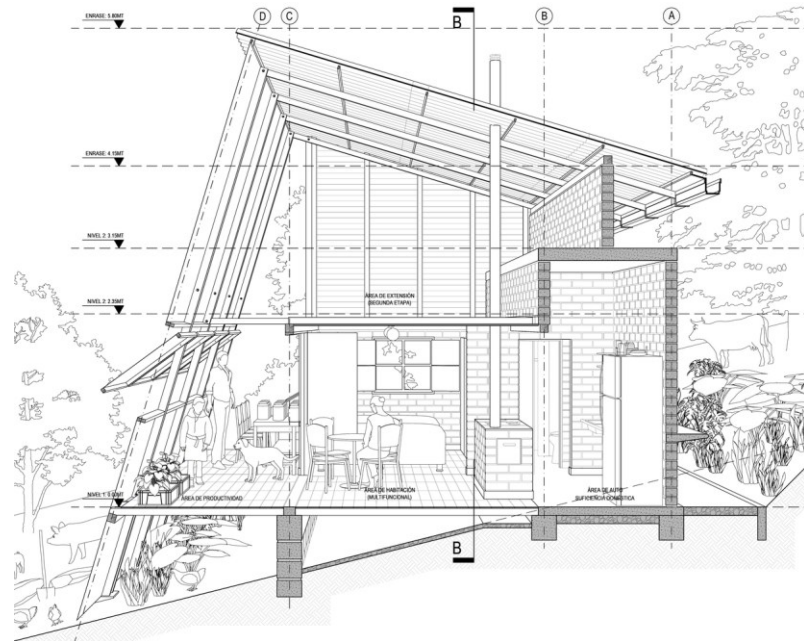 B
D
C
B
A
ENRASE: 5.80MT
ENRASE: 4.15MT
NIVEL 2: 3.15MT
NIVEL 2: 2.35MT
ÁREA DE EXTENSIÓN
(SEGUNDA ETAPA)
NIVEL 1: 0.00MT
ÁREA DE PRODUCTIVIDAD
ÁREA DE HABITACIÓN
(MULTIFUNCIONAL)
ÁREA DE AUTO
SUFICIENCIA DOMÉSTICA
B